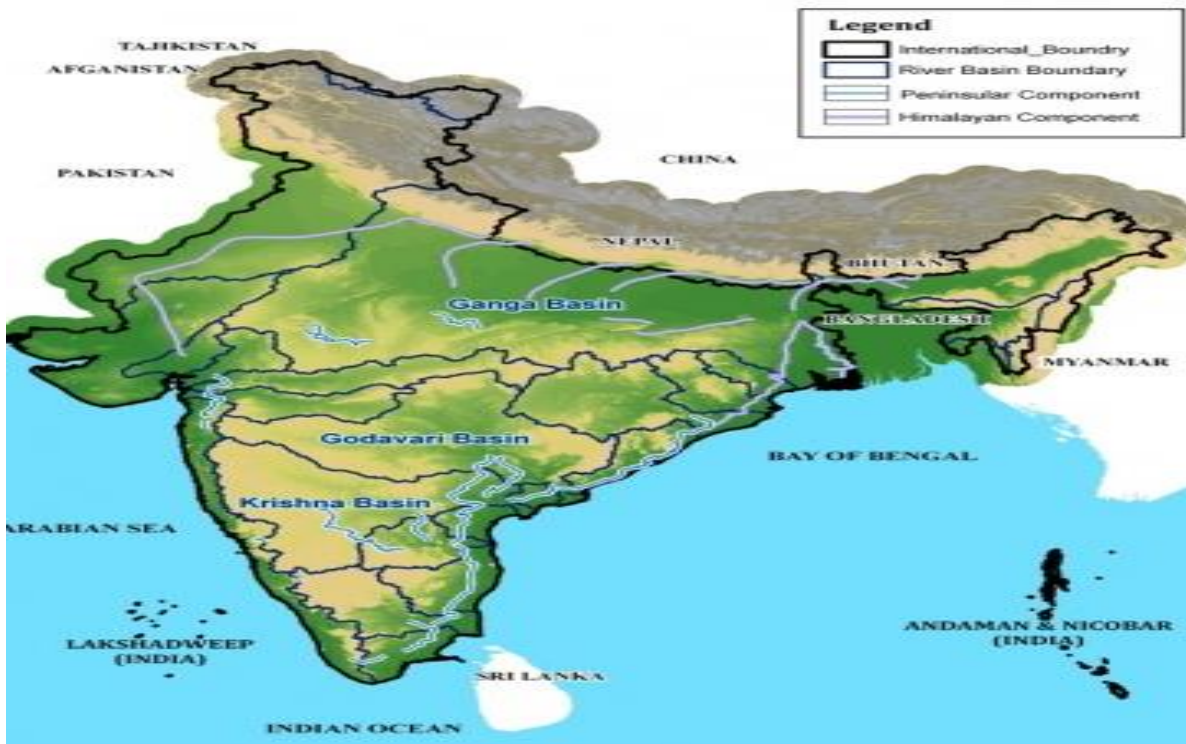 Legend
International_Boundry
River Basin Boundary
Peninsular Component
Himalayan Component
TAJIKISTAN
AFGANISTAN
CHINA
PAKISTAN
NEPAL
BHUTAN
Ganga Basin
BANGLADESH
MYANMAR
Godavari Basin
BAY OF BENGAL
Krishna Basin
ARABIAN SEA
ANDAMAN & NICOBAR
(INDIA)
LAKSHADWEEP
(INDIA)
SRI LANKA
INDIAN OCEAN